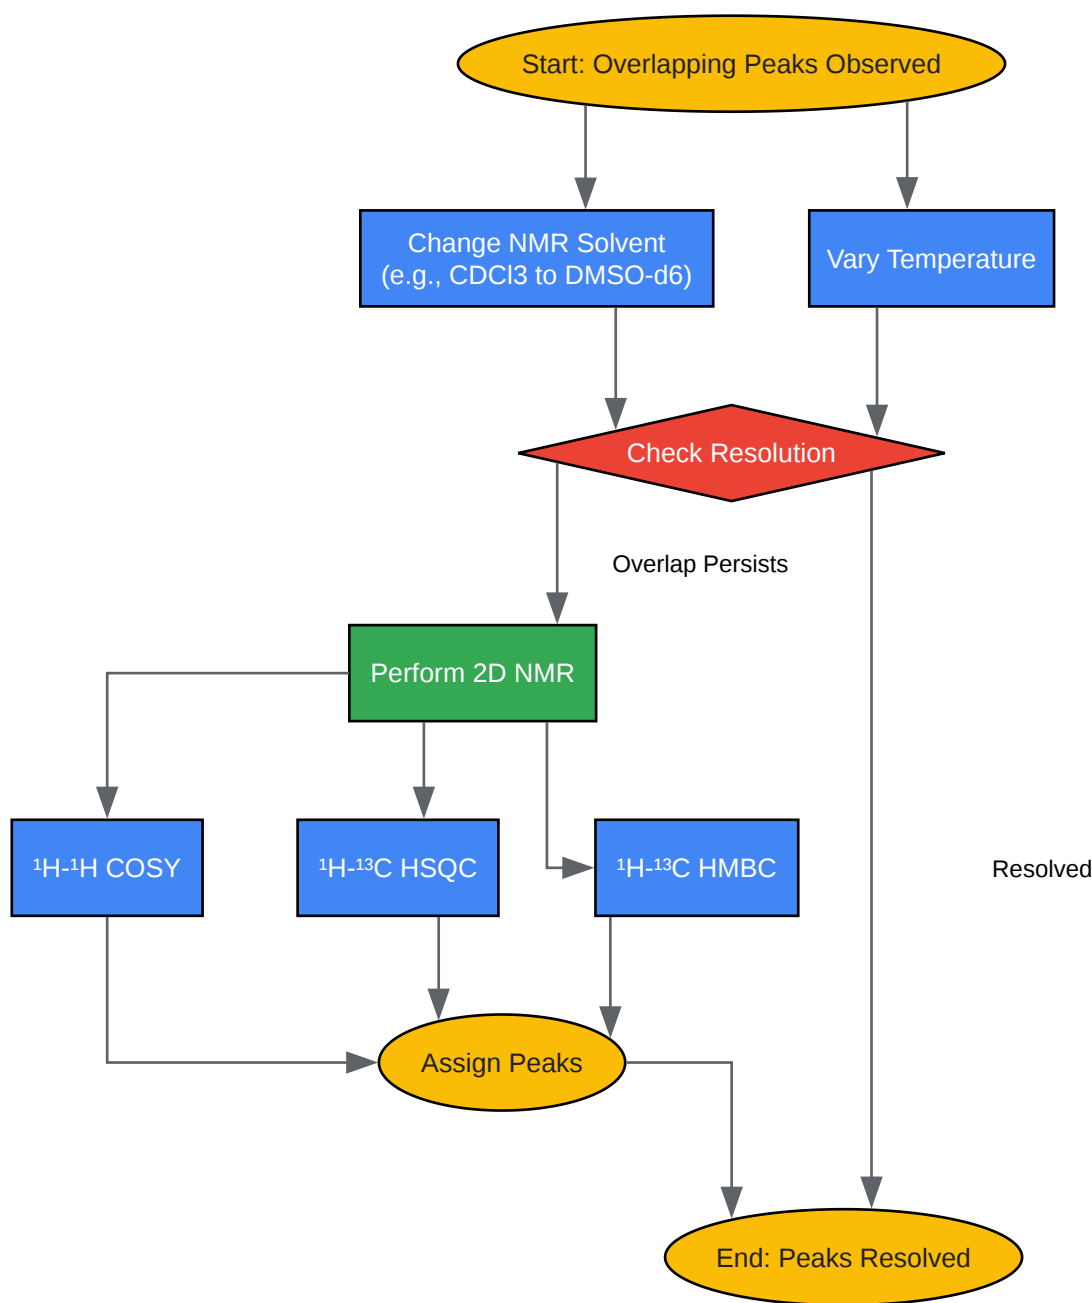 Start: Overlapping Peaks Observed
Change NMR Solvent
(e.g., CDCl3 to DMSO-d6)
Vary Temperature
Check Resolution
Overlap Persists
Perform 2D NMR
¹H-¹H COSY
¹H-¹³C HSQC
¹H-¹³C HMBC
Resolved
Assign Peaks
End: Peaks Resolved